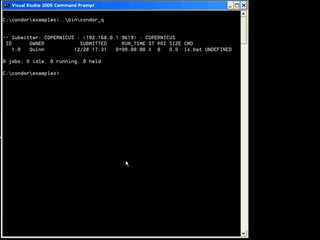 Visual Studio 2005 Command Prompt
C:\condor\examples>..\bin\condor_q
-- Submitter: COPERNICUS : <192.168.0.1:9619> : COPERNICUS
ID OWNER SUBMITTED RUN_TIME ST PRI SIZE CMD
1.0 Quinn 12/28 17:31 0+00:00:00 X 0 0.0 ls.bat UNDEFINED
0 jobs; 0 idle, 0 running, 0 held
C:\condor\examples>